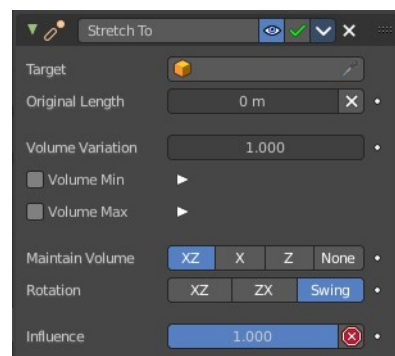 Stretch To
Target
Original Length 0 m
Volume Variation 1.000
Volume Min
Volume Max
Maintain Volume XZ X Z None
Rotation XZ ZX Swing
Influence 1.000